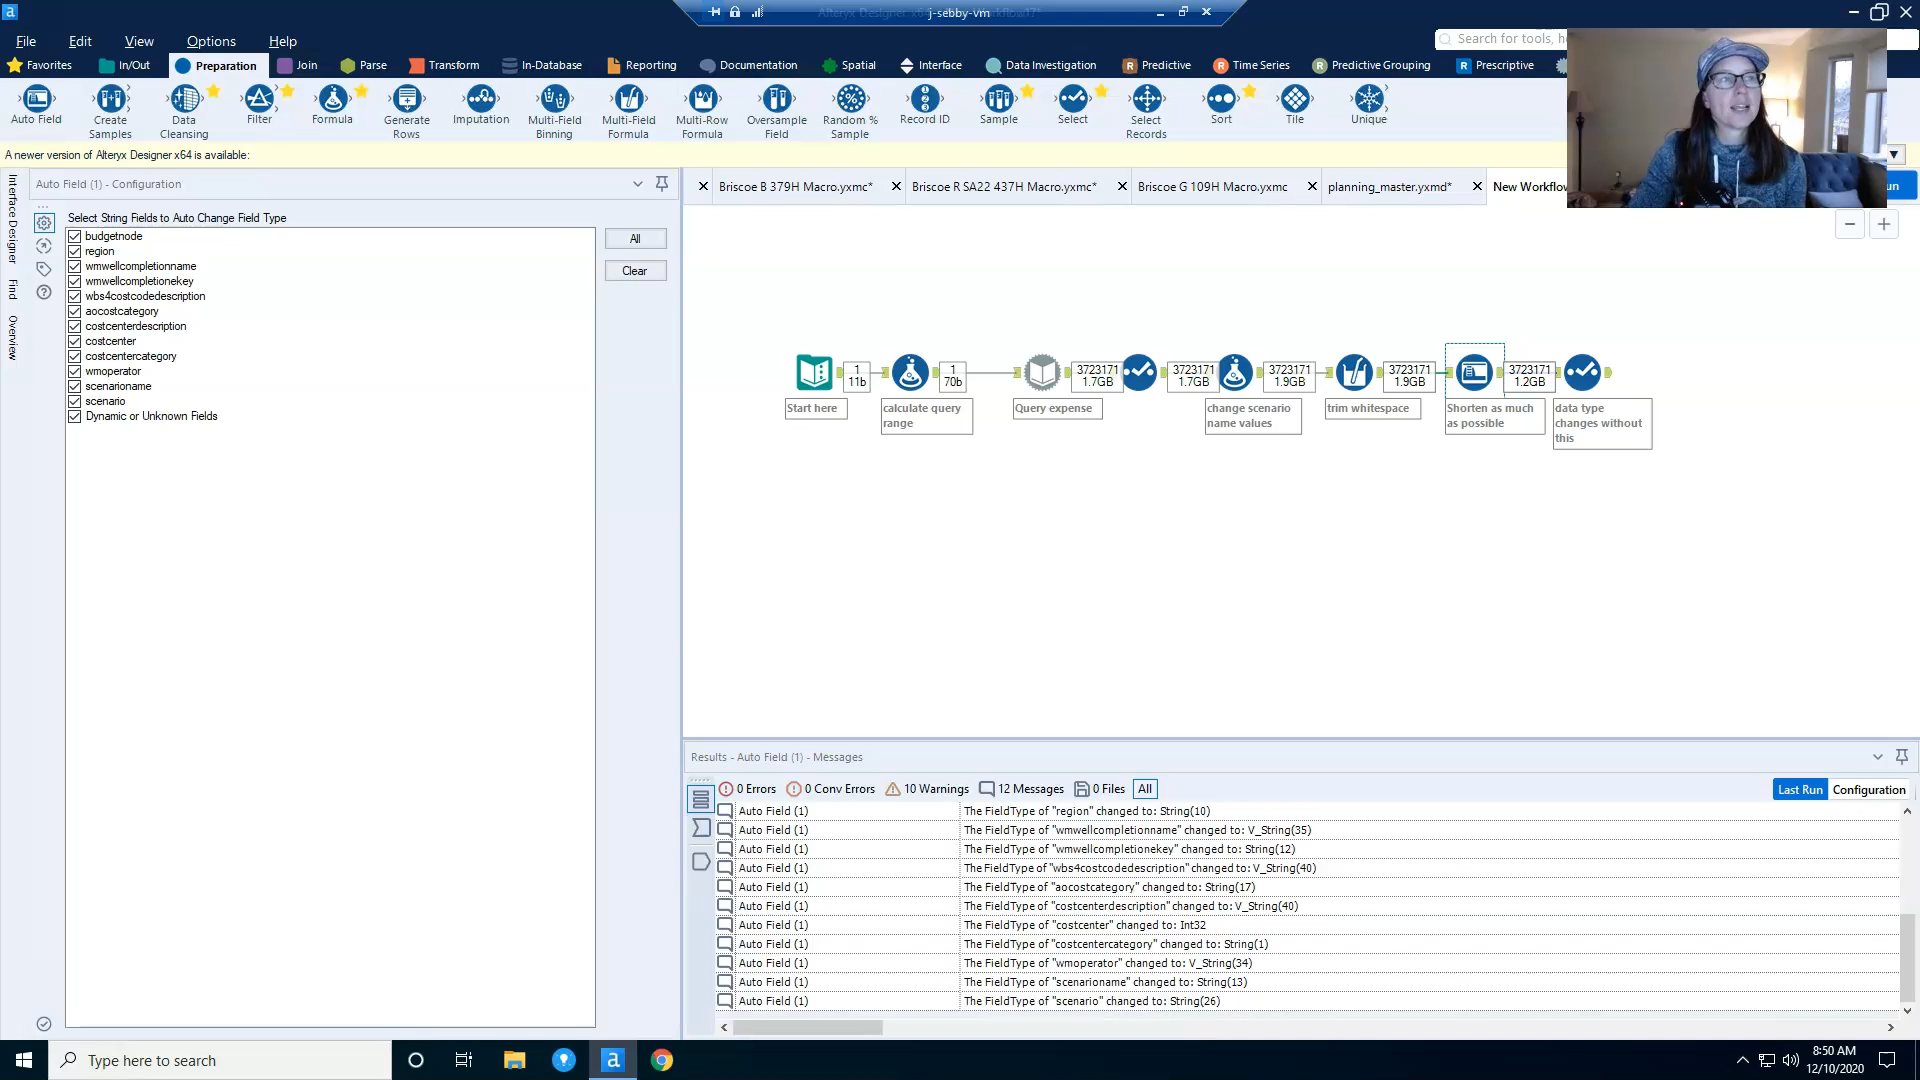 Alteryx Designer x64
j-sebby-vm
File Edit View Options Help
Search for tools, h
Favorites In/Out Preparation Join Parse Transform In-Database Reporting Documentation Spatial Interface Data Investigation Predictive Time Series Predictive Grouping Prescriptive
Auto Field
Create Samples
Data Cleansing
Filter
Formula
Generate Rows
Imputation
Multi-Field Binning
Multi-Field Formula
Multi-Row Formula
Oversample Field
Random % Sample
Record ID
Sample
Select
Select Records
Sort
Tile
Unique
A newer version of Alteryx Designer x64 is available:
Interface Designer
Find
Overview
Auto Field (1) - Configuration
Select String Fields to Auto Change Field Type
budgetnode
region
wmwellcompletionname
wmwellcompletionekey
wbs4costcodedescription
aocostcategory
costcenterdescription
costcenter
costcentercategory
wmoperator
scenarioname
scenario
Dynamic or Unknown Fields
All
Clear
Briscoe B 379H Macro.yxmc*
Briscoe R SA22 437H Macro.yxmc*
Briscoe G 109H Macro.yxmc
planning_master.yxmd*
New Workflow
un
1
11b
1
70b
3723171
1.7GB
3723171
1.7GB
3723171
1.9GB
3723171
1.9GB
3723171
1.2GB
Start here
calculate query
range
Query expense
change scenario
name values
trim whitespace
Shorten as much
as possible
data type
changes without
this
Results - Auto Field (1) - Messages
0 Errors 0 Conv Errors 10 Warnings 12 Messages 0 Files All
Last Run Configuration
Auto Field (1) The FieldType of "region" changed to: String(10)
Auto Field (1) The FieldType of "wmwellcompletionname" changed to: V_String(35)
Auto Field (1) The FieldType of "wmwellcompletionekey" changed to: String(12)
Auto Field (1) The FieldType of "wbs4costcodedescription" changed to: V_String(40)
Auto Field (1) The FieldType of "aocostcategory" changed to: String(17)
Auto Field (1) The FieldType of "costcenterdescription" changed to: V_String(40)
Auto Field (1) The FieldType of "costcenter" changed to: Int32
Auto Field (1) The FieldType of "costcentercategory" changed to: String(1)
Auto Field (1) The FieldType of "wmoperator" changed to: V_String(34)
Auto Field (1) The FieldType of "scenarioname" changed to: String(13)
Auto Field (1) The FieldType of "scenario" changed to: String(26)
Type here to search
8:50 AM
12/10/2020